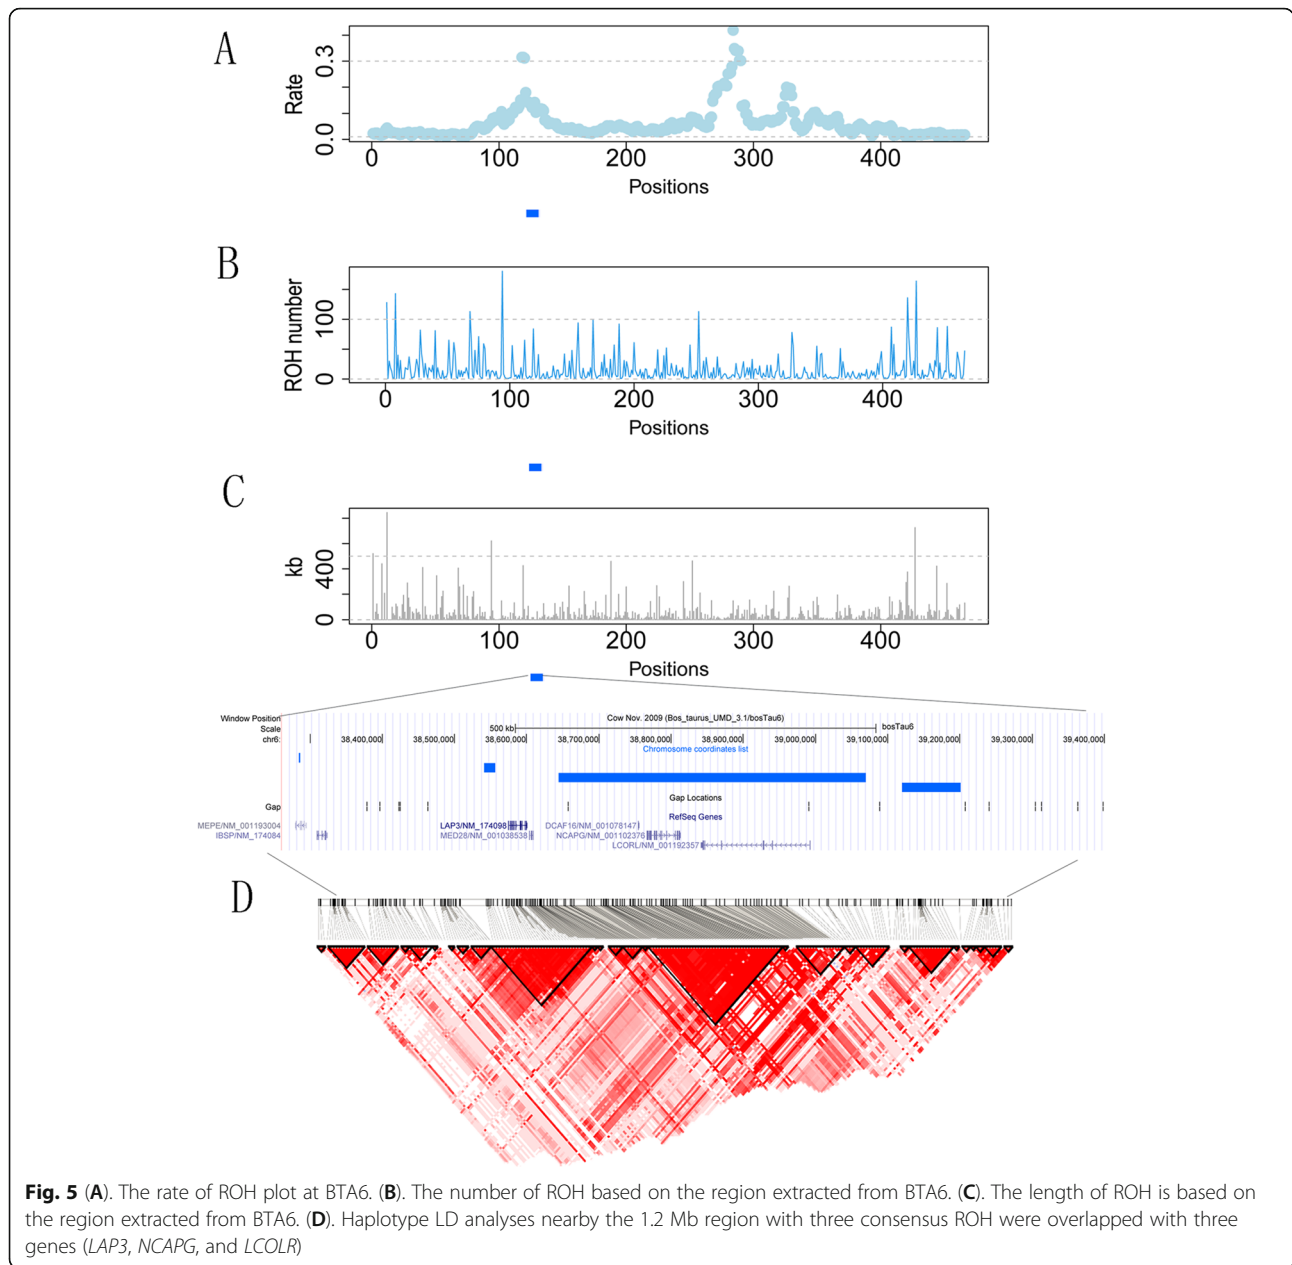 A
Rate
0.3
0.0
0 100 200 300 400
Positions
B
ROH number
100
0
0 100 200 300 400
Positions
C
kb
400
0
0 100 200 300 400
Positions
Window Position Cow Nov. 2009 (Bos_taurus_UMD_3.1/bosTau6)
Scale 500 kb bosTau6
chr6: 38,400,000 38,500,000 38,600,000 38,700,000 38,800,000 38,900,000 39,000,000 39,100,000 39,200,000 39,300,000 39,400,000
Chromosome coordinates list
Gap Locations
Gap
RefSeq Genes
MEPE/NM_001193004 LAP3/NM_174098 DCAF16/NM_001078147
IBSP/NM_174084 MED28/NM_001038538 NCAPG/NM_001102376
LCORL/NM_001192357
D
Fig. 5 (A). The rate of ROH plot at BTA6. (B). The number of ROH based on the region extracted from BTA6. (C). The length of ROH is based on
the region extracted from BTA6. (D). Haplotype LD analyses nearby the 1.2 Mb region with three consensus ROH were overlapped with three
genes (LAP3, NCAPG, and LCOLR)